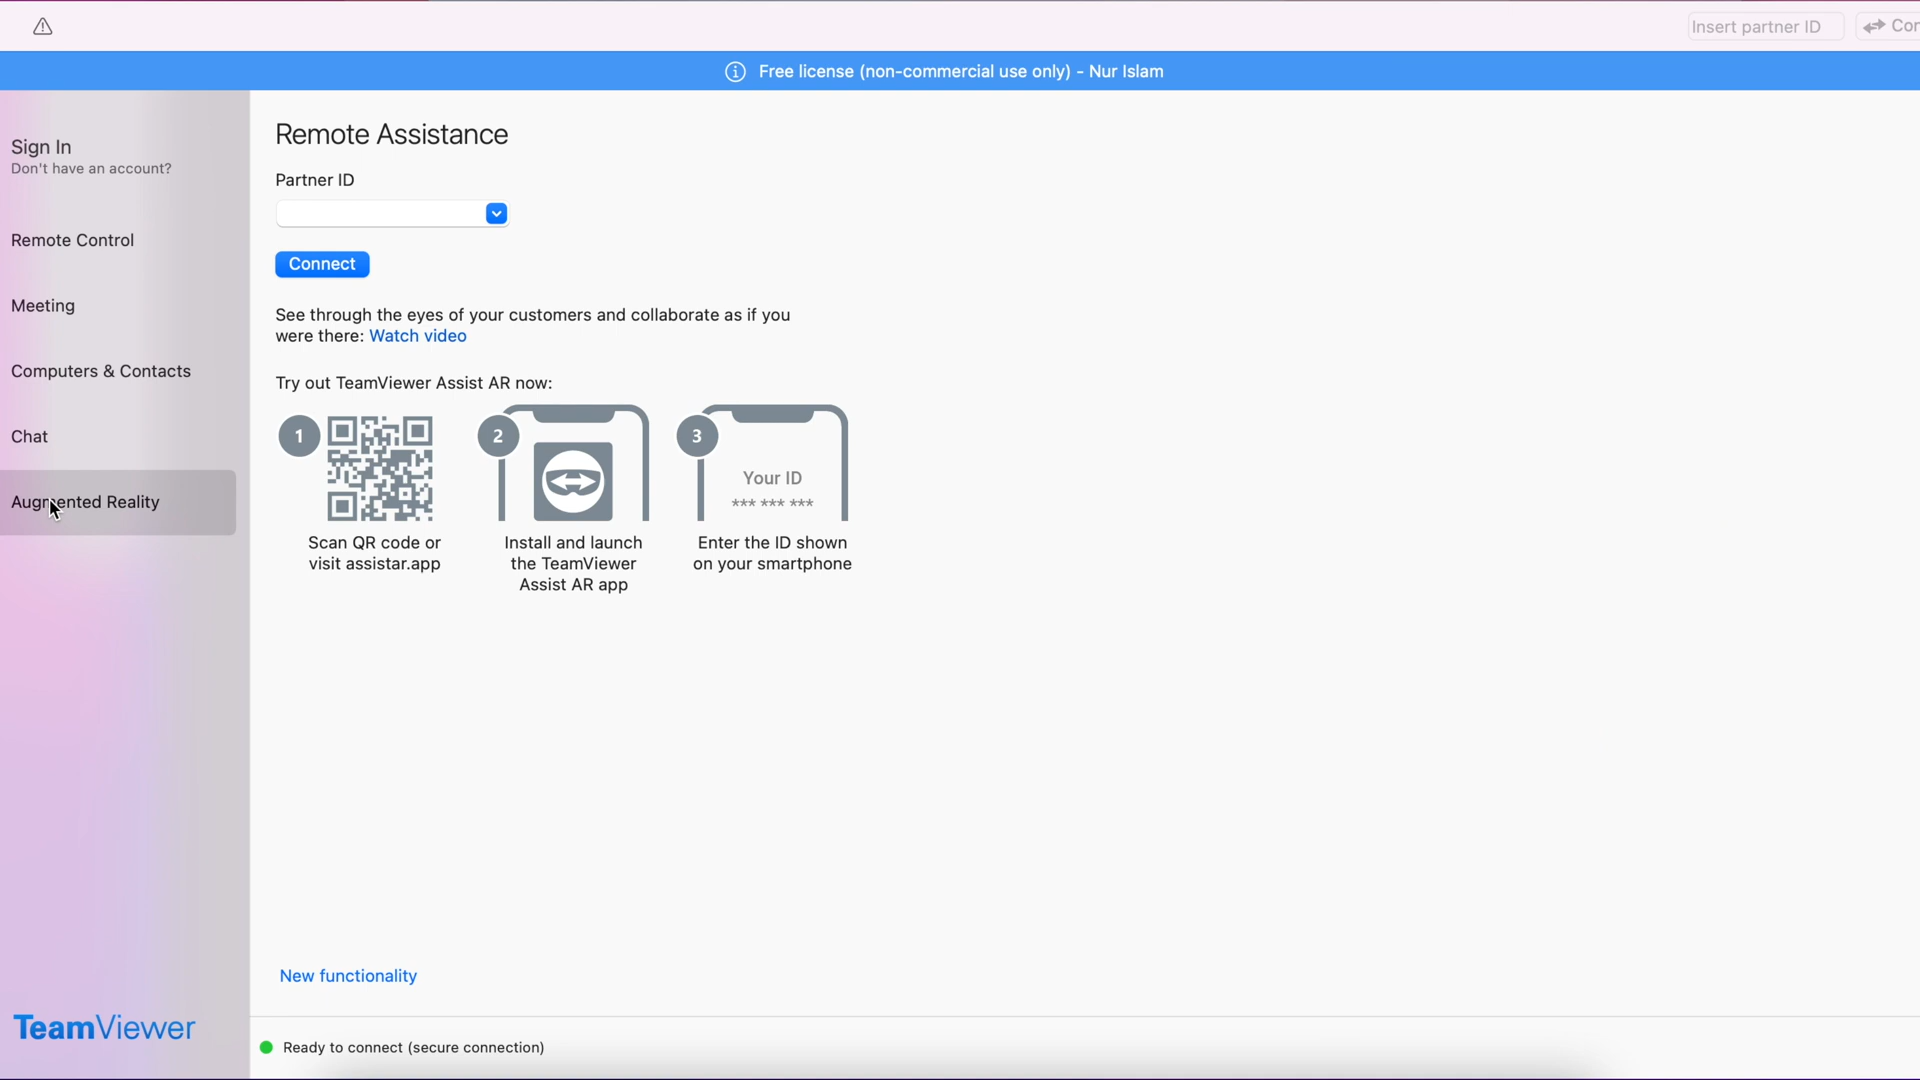 Insert partner ID
Free license (non-commercial use only) - Nur Islam
Sign In
Don't have an account?
Remote Control
Meeting
Computers & Contacts
Chat
Augmented Reality
TeamViewer
Remote Assistance
Partner ID
Connect
See through the eyes of your customers and collaborate as if you
were there: Watch video
Try out TeamViewer Assist AR now:
1
Scan QR code or
visit assistar.app
2
Install and launch
the TeamViewer
Assist AR app
3
Your ID
*** *** ***
Enter the ID shown
on your smartphone
New functionality
Ready to connect (secure connection)